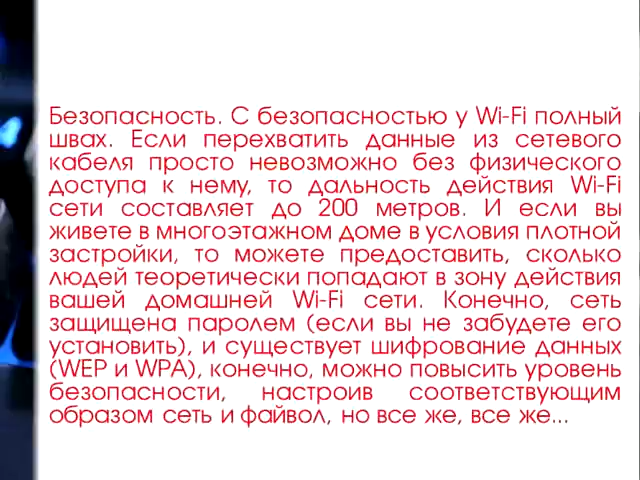 Безопасность. С безопасностью у Wi-Fi полный
швах. Если перехватить данные из сетевого
кабеля просто невозможно без физического
доступа к нему, то дальность действия Wi-Fi
сети составляет до 200 метров. И если вы
живете в многоэтажном доме в условия плотной
застройки, то можете предоставить, сколько
людей теоретически попадают в зону действия
вашей домашней Wi-Fi сети. Конечно, сеть
защищена паролем (если вы не забудете его
установить), и существует шифрование данных
(WEP и WPA), конечно, можно повысить уровень
безопасности, настроив соответствующим
образом сеть и файвол, но все же, все же...